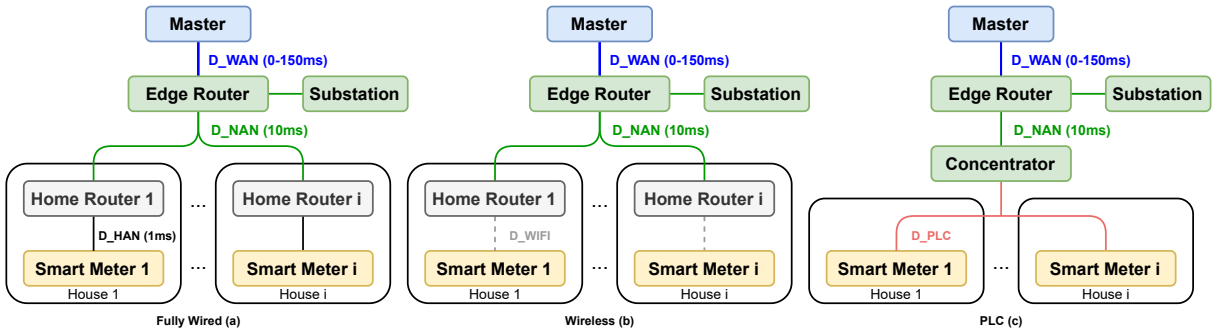 Master
D_WAN (0-150ms)
Edge Router
Substation
D_NAN (10ms)
Home Router 1
...
Home Router i
D_HAN (1ms)
Smart Meter 1
...
Smart Meter i
House 1
House i
Fully Wired (a)
Master
D_WAN (0-150ms)
Edge Router
Substation
D_NAN (10ms)
Home Router 1
...
Home Router i
D_WIFI
Smart Meter 1
...
Smart Meter i
House 1
House i
Wireless (b)
Master
D_WAN (0-150ms)
Edge Router
Substation
D_NAN (10ms)
Concentrator
D_PLC
Smart Meter 1
...
Smart Meter i
House 1
House i
PLC (c)